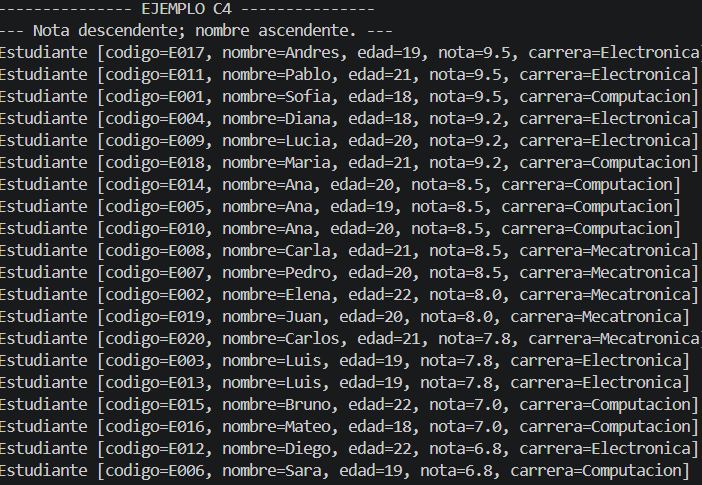 --------------- EJEMPLO C4 ---------------
--- Nota descendente; nombre ascendente. ---
Estudiante [codigo=E017, nombre=Andres, edad=19, nota=9.5, carrera=Electronica]
Estudiante [codigo=E011, nombre=Pablo, edad=21, nota=9.5, carrera=Electronica]
Estudiante [codigo=E001, nombre=Sofia, edad=18, nota=9.5, carrera=Computacion]
Estudiante [codigo=E004, nombre=Diana, edad=18, nota=9.2, carrera=Electronica]
Estudiante [codigo=E009, nombre=Lucia, edad=20, nota=9.2, carrera=Electronica]
Estudiante [codigo=E018, nombre=Maria, edad=21, nota=9.2, carrera=Computacion]
Estudiante [codigo=E014, nombre=Ana, edad=20, nota=8.5, carrera=Computacion]
Estudiante [codigo=E005, nombre=Ana, edad=19, nota=8.5, carrera=Computacion]
Estudiante [codigo=E010, nombre=Ana, edad=20, nota=8.5, carrera=Computacion]
Estudiante [codigo=E008, nombre=Carla, edad=21, nota=8.5, carrera=Mecatronica]
Estudiante [codigo=E007, nombre=Pedro, edad=20, nota=8.5, carrera=Mecatronica]
Estudiante [codigo=E002, nombre=Elena, edad=22, nota=8.0, carrera=Mecatronica]
Estudiante [codigo=E019, nombre=Juan, edad=20, nota=8.0, carrera=Mecatronica]
Estudiante [codigo=E020, nombre=Carlos, edad=21, nota=7.8, carrera=Mecatronica]
Estudiante [codigo=E003, nombre=Luis, edad=19, nota=7.8, carrera=Electronica]
Estudiante [codigo=E013, nombre=Luis, edad=19, nota=7.8, carrera=Electronica]
Estudiante [codigo=E015, nombre=Bruno, edad=22, nota=7.0, carrera=Computacion]
Estudiante [codigo=E016, nombre=Mateo, edad=18, nota=7.0, carrera=Computacion]
Estudiante [codigo=E012, nombre=Diego, edad=22, nota=6.8, carrera=Electronica]
Estudiante [codigo=E006, nombre=Sara, edad=19, nota=6.8, carrera=Computacion]